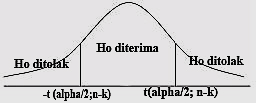 Ho diterima
Ho ditolak
Ho ditolak
-t (alpha/2;n-k)
t(alpha/2; n-k)